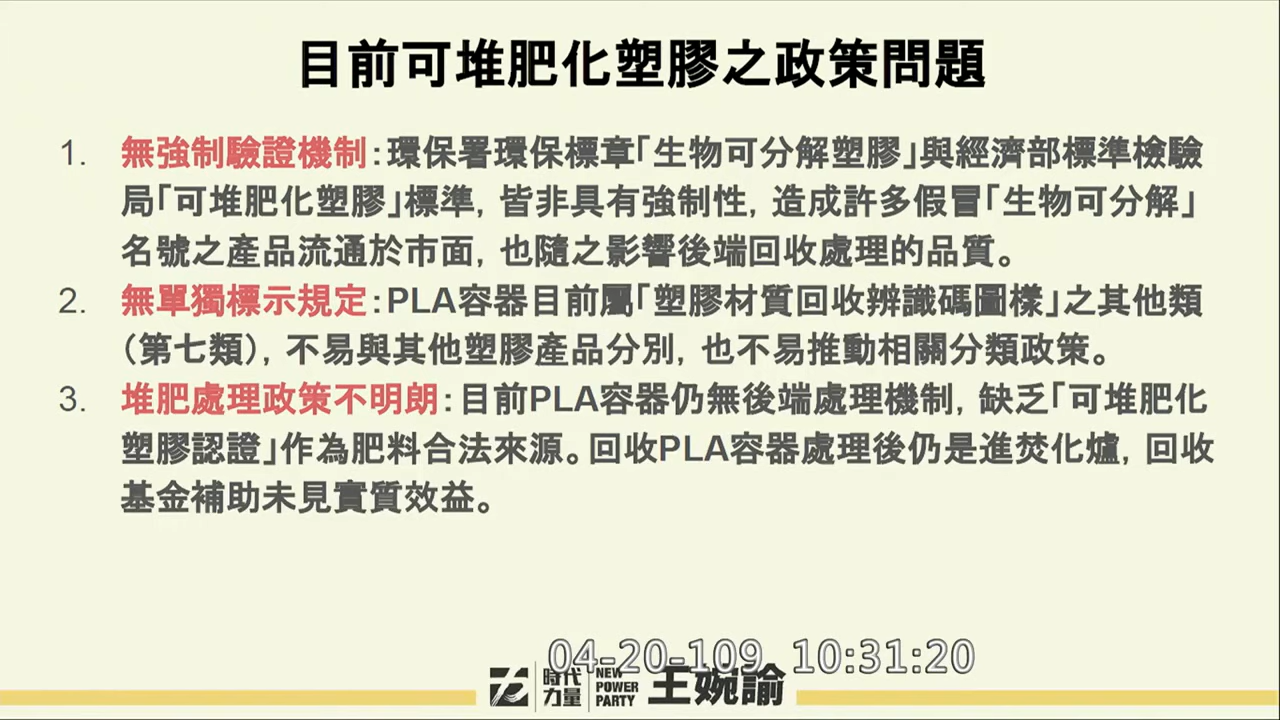 目前可堆肥化塑膠之政策問題
1. 無強制驗證機制：環保署環保標章「生物可分解塑膠」與經濟部標準檢驗
局「可堆肥化塑膠」標準，皆非具有強制性，造成許多假冒「生物可分解」
名號之產品流通於市面，也隨之影響後端回收處理的品質。
2. 無單獨標示規定：PLA容器目前屬「塑膠材質回收辨識碼圖樣」之其他類
（第七類），不易與其他塑膠產品分別，也不易推動相關分類政策。
3. 堆肥處理政策不明朗：目前PLA容器仍無後端處理機制，缺乏「可堆肥化
塑膠認證」作為肥料合法來源。回收PLA容器處理後仍是進焚化爐，回收
基金補助未見實質效益。
04-20-109 10:31:20
時代
力量
NEW
POWER
PARTY
王婉諭